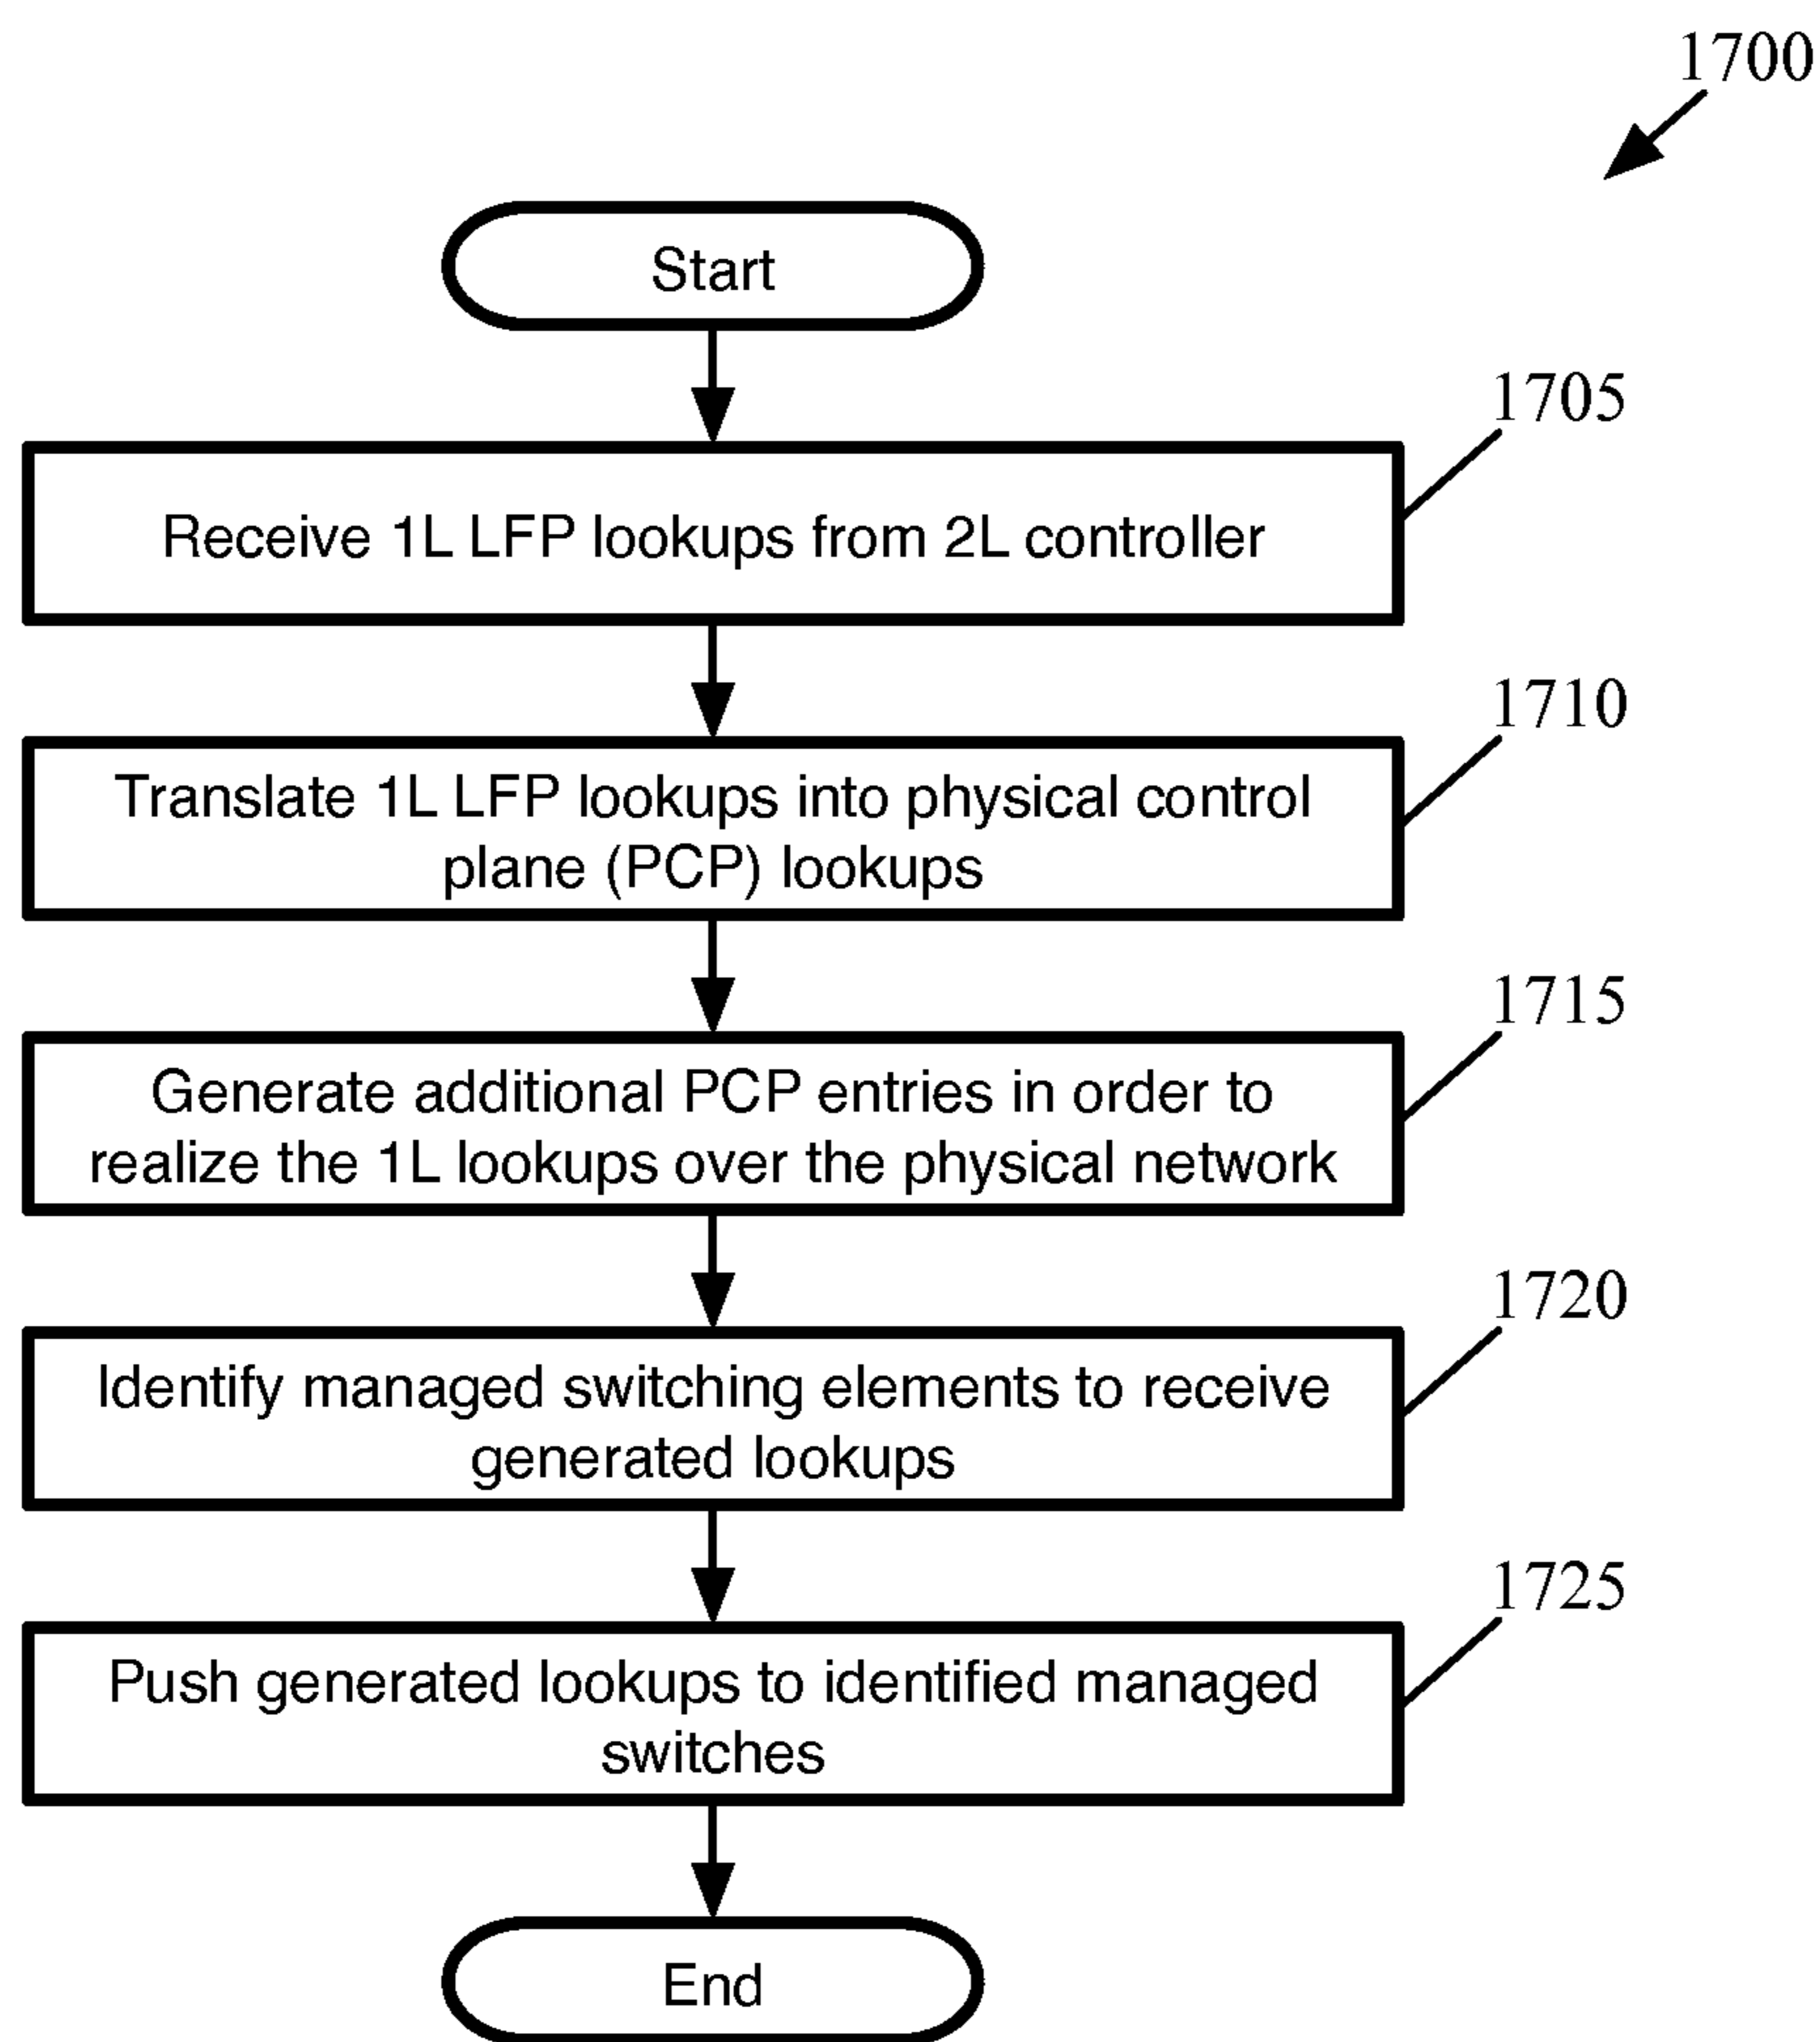 1700
Start
1705
Receive 1L LFP lookups from 2L controller
1710
Translate 1L LFP lookups into physical control
plane (PCP) lookups
1715
Generate additional PCP entries in order to
realize the 1L lookups over the physical network
1720
Identify managed switching elements to receive
generated lookups
1725
Push generated lookups to identified managed
switches
End